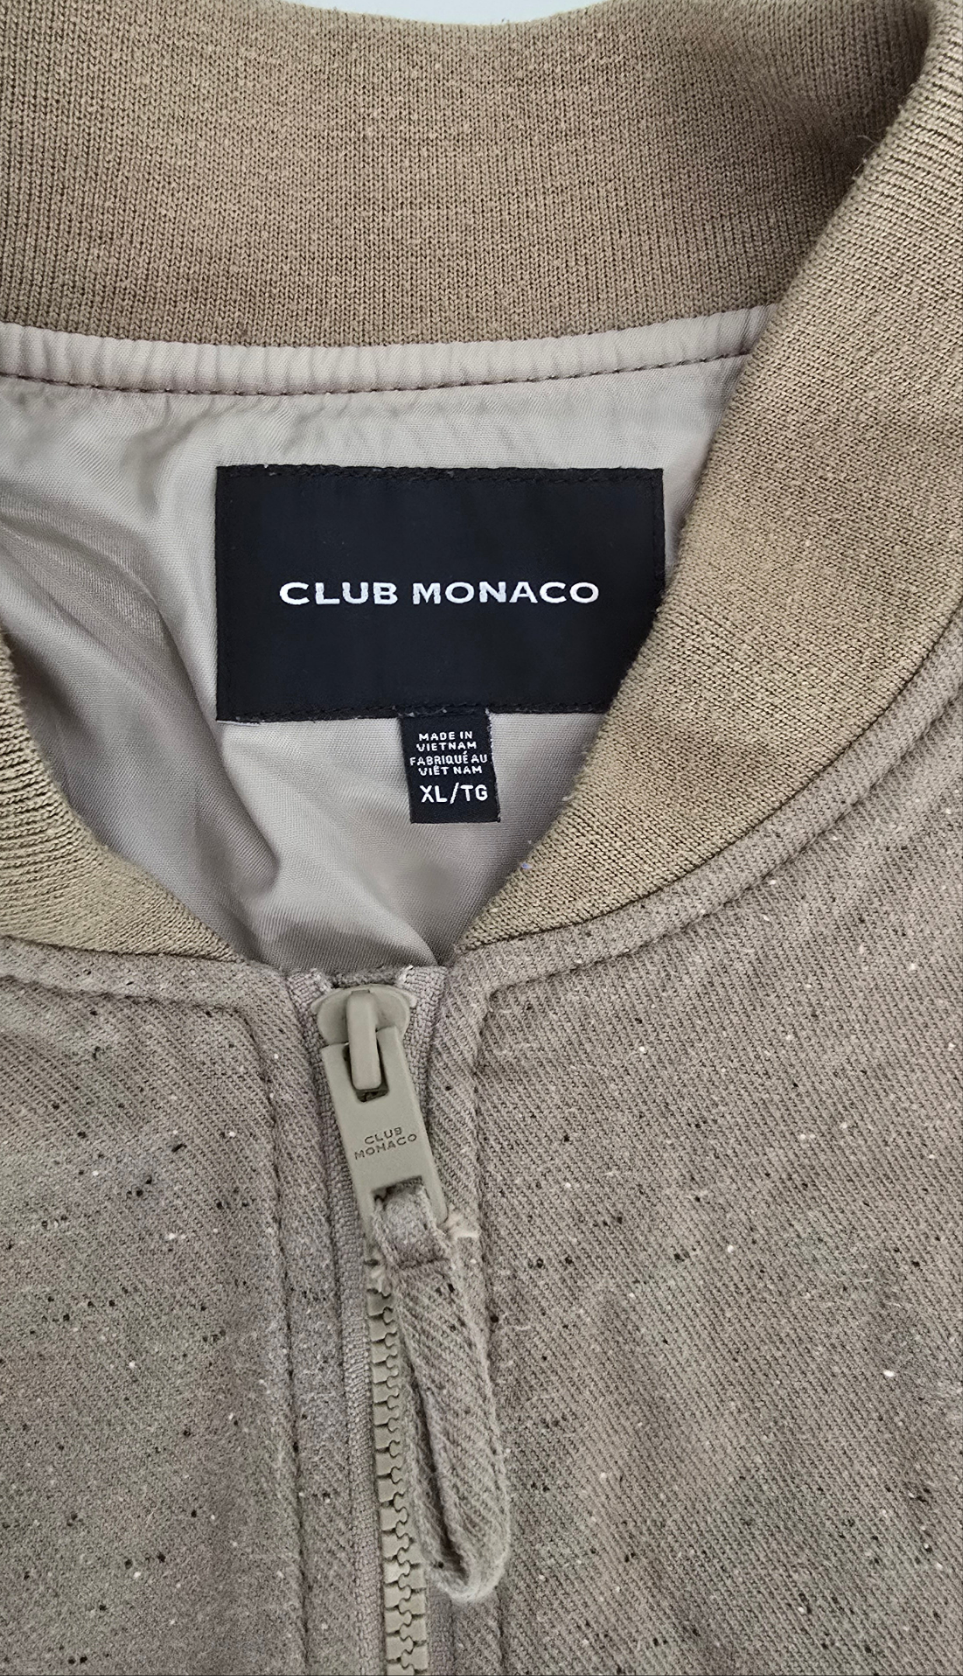 CLUB MONACO
MADE IN
VIETNAM
FABRIQUÉ AU
VIÊT NAM
XL/TG
CLUB
MONACO